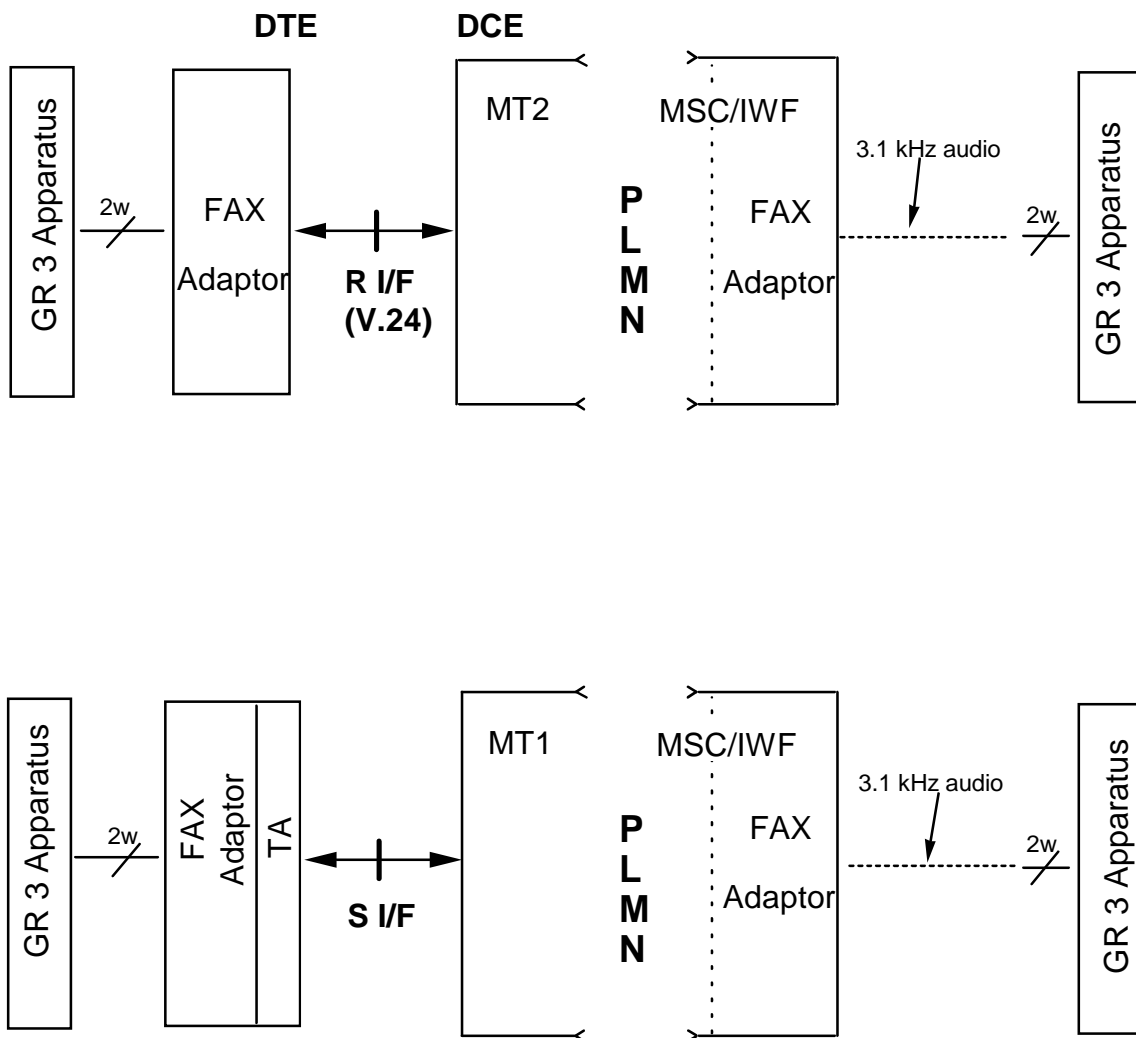 DTE DCE
GR 3 Apparatus
2w
FAX
Adaptor
R I/F
(V.24)
MT2
P
L
M
N
MSC/IWF
FAX
Adaptor
3.1 kHz audio
2w
GR 3 Apparatus
GR 3 Apparatus
2w
FAX
Adaptor
TA
S I/F
MT1
P
L
M
N
MSC/IWF
FAX
Adaptor
3.1 kHz audio
2w
GR 3 Apparatus